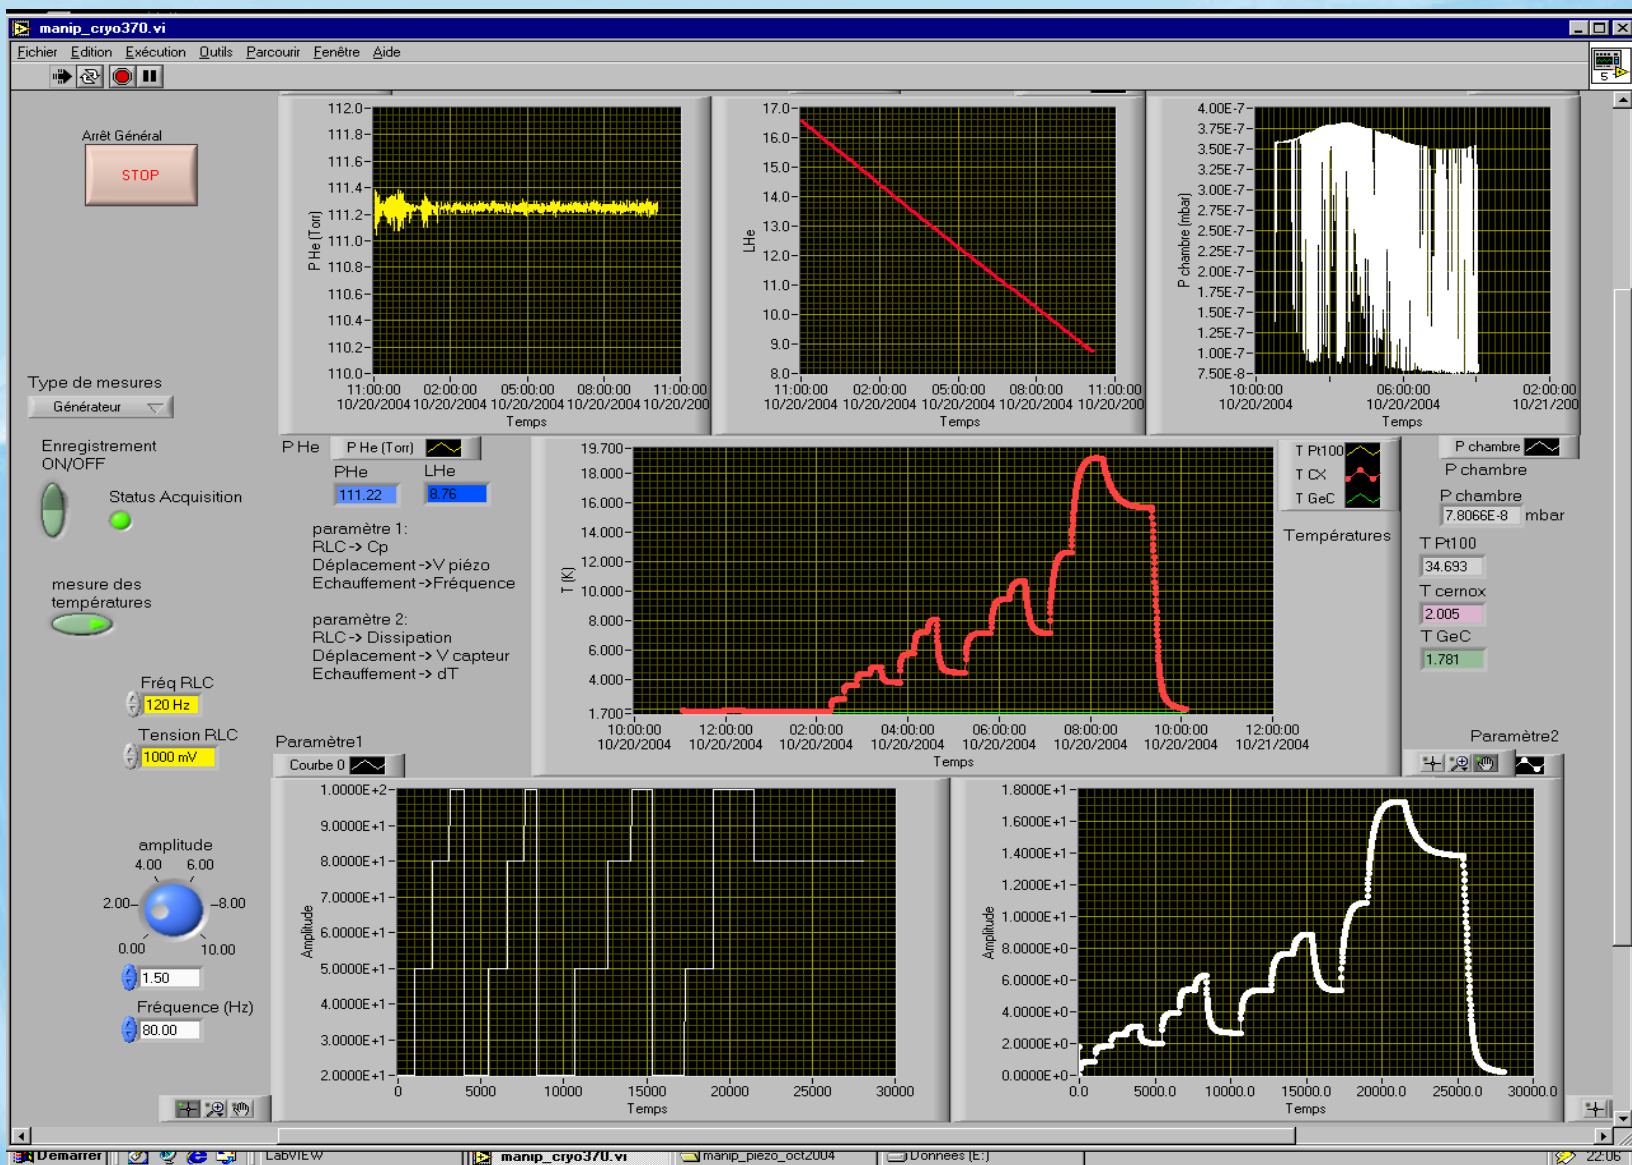 manip_cryo370.vi
Fichier Edition Exécution Outils Parcourir Fenêtre Aide
5
Arrêt Général
STOP
Type de mesures
Générateur
Enregistrement
ON/OFF
Status Acquisition
mesure des
températures
Fréq RLC
120 Hz
Tension RLC
1000 mV
amplitude
4.00 6.00
2.00 8.00
0.00 10.00
1.50
Fréquence (Hz)
80.00
112.0
111.8
111.6
111.4
111.2
111.0
110.8
110.6
110.4
110.2
110.0
P He (Torr)
11:00:00 02:00:00 05:00:00 08:00:00 11:00:00
10/20/2004 10/20/2004 10/20/2004 10/20/2004 10/20/200
Temps
17.0
16.0
15.0
14.0
13.0
12.0
11.0
10.0
9.0
8.0
LHe
11:00:00 02:00:00 05:00:00 08:00:00 11:00:00
10/20/2004 10/20/2004 10/20/2004 10/20/2004 10/20/200
Temps
4.00E-7
3.75E-7
3.50E-7
3.25E-7
3.00E-7
2.75E-7
2.50E-7
2.25E-7
2.00E-7
1.75E-7
1.50E-7
1.25E-7
1.00E-7
7.50E-8
P chambre (mbar)
10:00:00 06:00:00 02:00:00
10/20/2004 10/20/2004 10/21/200
Temps
P He P He (Torr)
PHe LHe
111.22 8.76
paramètre 1:
RLC-> Cp
Déplacement->V piézo
Echauffement->Fréquence
paramètre 2:
RLC-> Dissipation
Déplacement-> V capteur
Echauffement-> dT
19.700
18.000
16.000
14.000
12.000
10.000
8.000
6.000
4.000
1.700
T (K)
10:00:00 12:00:00 02:00:00 04:00:00 06:00:00 08:00:00 10:00:00 12:00:00
10/20/2004 10/20/2004 10/20/2004 10/20/2004 10/20/2004 10/20/2004 10/20/2004 10/21/2004
Temps
T Pt100
T CX
T GeC
Températures
P chambre
P chambre
P chambre
7.8066E-8 mbar
T Pt100
34.693
T cernox
2.005
T GeC
1.781
Paramètre1
Courbe 0
1.0000E+2
9.0000E+1
8.0000E+1
7.0000E+1
6.0000E+1
5.0000E+1
4.0000E+1
3.0000E+1
2.0000E+1
Amplitude
0 5000 10000 15000 20000 25000 30000
Temps
Paramètre2
1.8000E+1
1.6000E+1
1.4000E+1
1.2000E+1
1.0000E+1
8.0000E+0
6.0000E+0
4.0000E+0
2.0000E+0
0.0000E+0
Amplitude
0.0 5000.0 10000.0 15000.0 20000.0 25000.0 30000.0
Temps
Démarrer LabVIEW manip_cryo370.vi manip_piezo_oct2004 Données (E:) 22:06